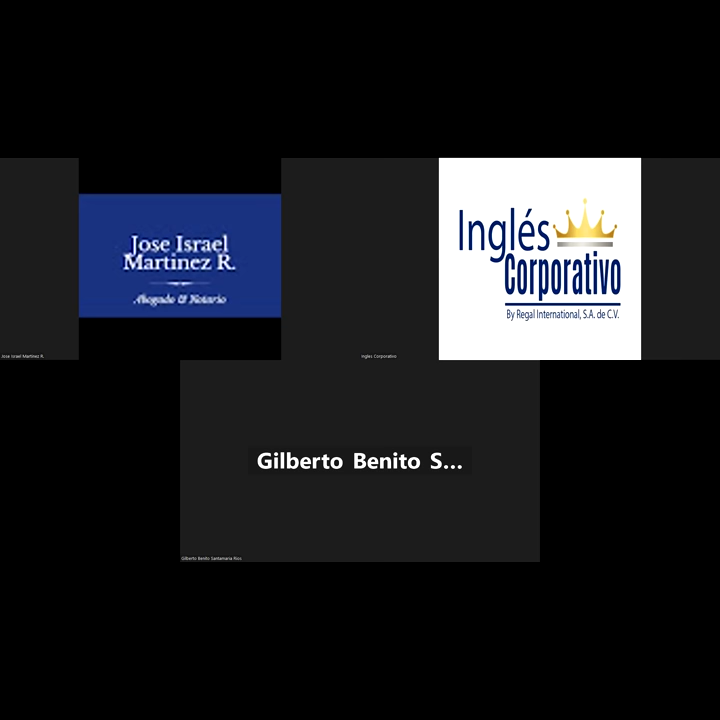 Jose Israel
Martinez R.
Abogado & Notario
Jose Israel Martinez R.
Inglés
Corporativo
By Regal International, S.A. de C.V.
Ingles Corporativo
Gilberto Benito S...
Gilberto Benito Santamaria Rios